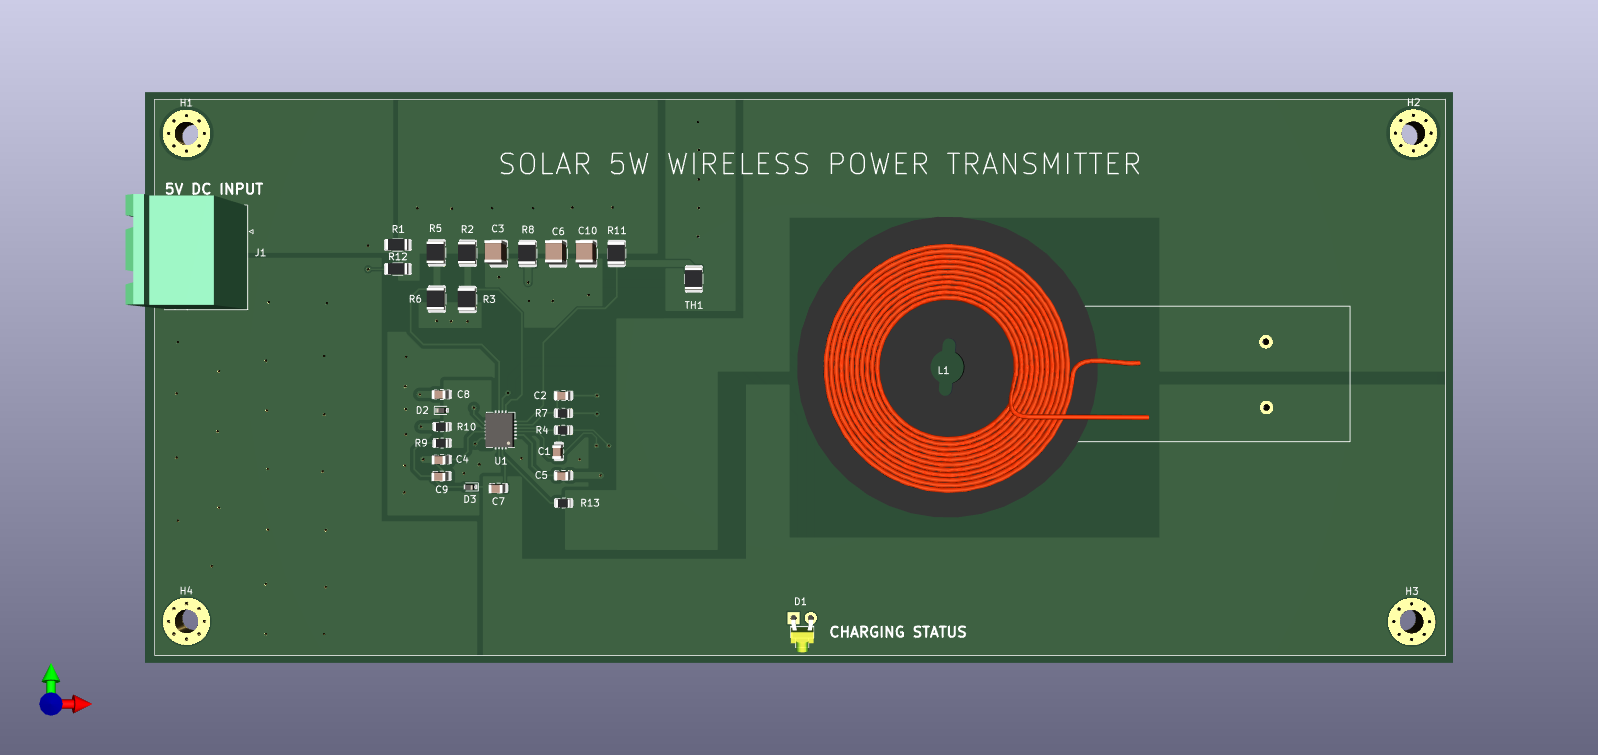 H1
H2
SOLAR 5W WIRELESS POWER TRANSMITTER
5V DC INPUT
J1
R1
R5
R2
C3
R8
C6
C10
R11
R12
R6
R3
TH1
L1
C8
C2
D2
R7
R10
R4
R9
C1
C4
U1
C5
C9
D3
C7
R13
H4
H3
D1
CHARGING STATUS